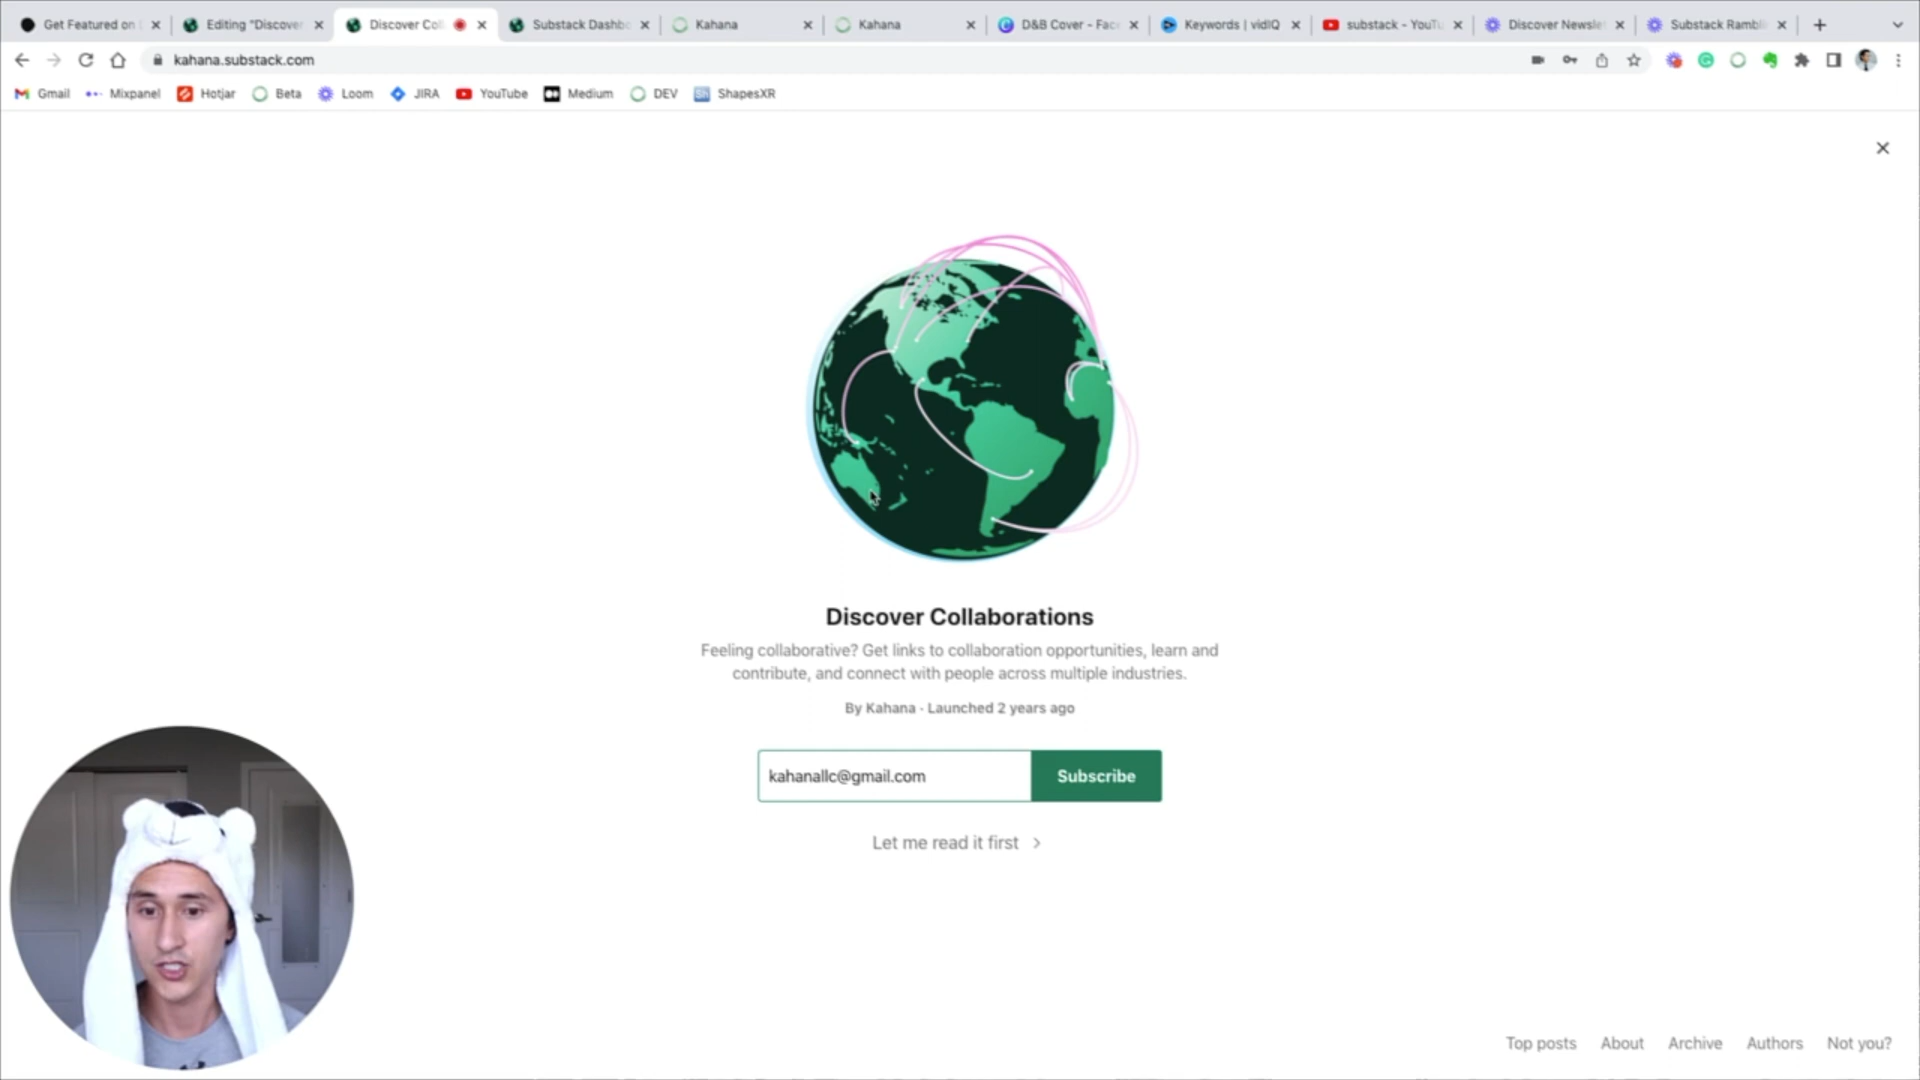 Get Featured on
Editing "Discover
Discover Col
Substack Dashb
Kahana
Kahana
D&B Cover - Fac
Keywords | vidIQ
substack - YouTu
Discover Newsle
Substack Rambl
kahana.substack.com
Gmail
Mixpanel
Hotjar
Beta
Loom
JIRA
YouTube
Medium
DEV
ShapesXR
Discover Collaborations
Feeling collaborative? Get links to collaboration opportunities, learn and
contribute, and connect with people across multiple industries.
By Kahana · Launched 2 years ago
kahanallc@gmail.com
Subscribe
Let me read it first
Top posts
About
Archive
Authors
Not you?